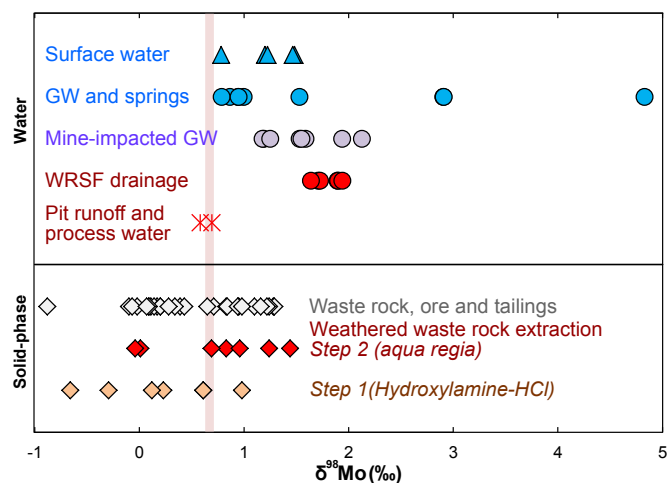 Water
Surface water
GW and springs
Mine-impacted GW
WRSF drainage
Pit runoff and
process water
Solid-phase
Waste rock, ore and tailings
Weathered waste rock extraction
Step 2 (aqua regia)
Step 1(Hydroxylamine-HCl)
-1 0 1 2 3 4 5
δ⁹⁸Mo(‰)